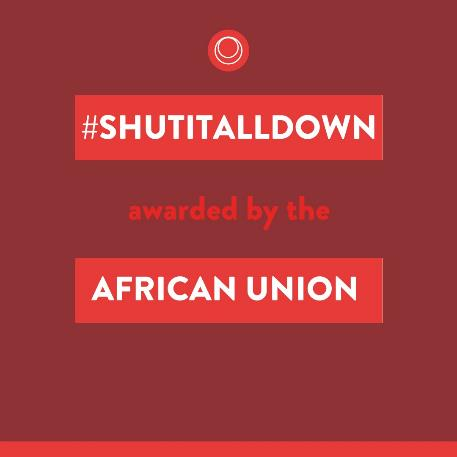 #SHUTITALLDOWN
awarded by the
AFRICAN UNION